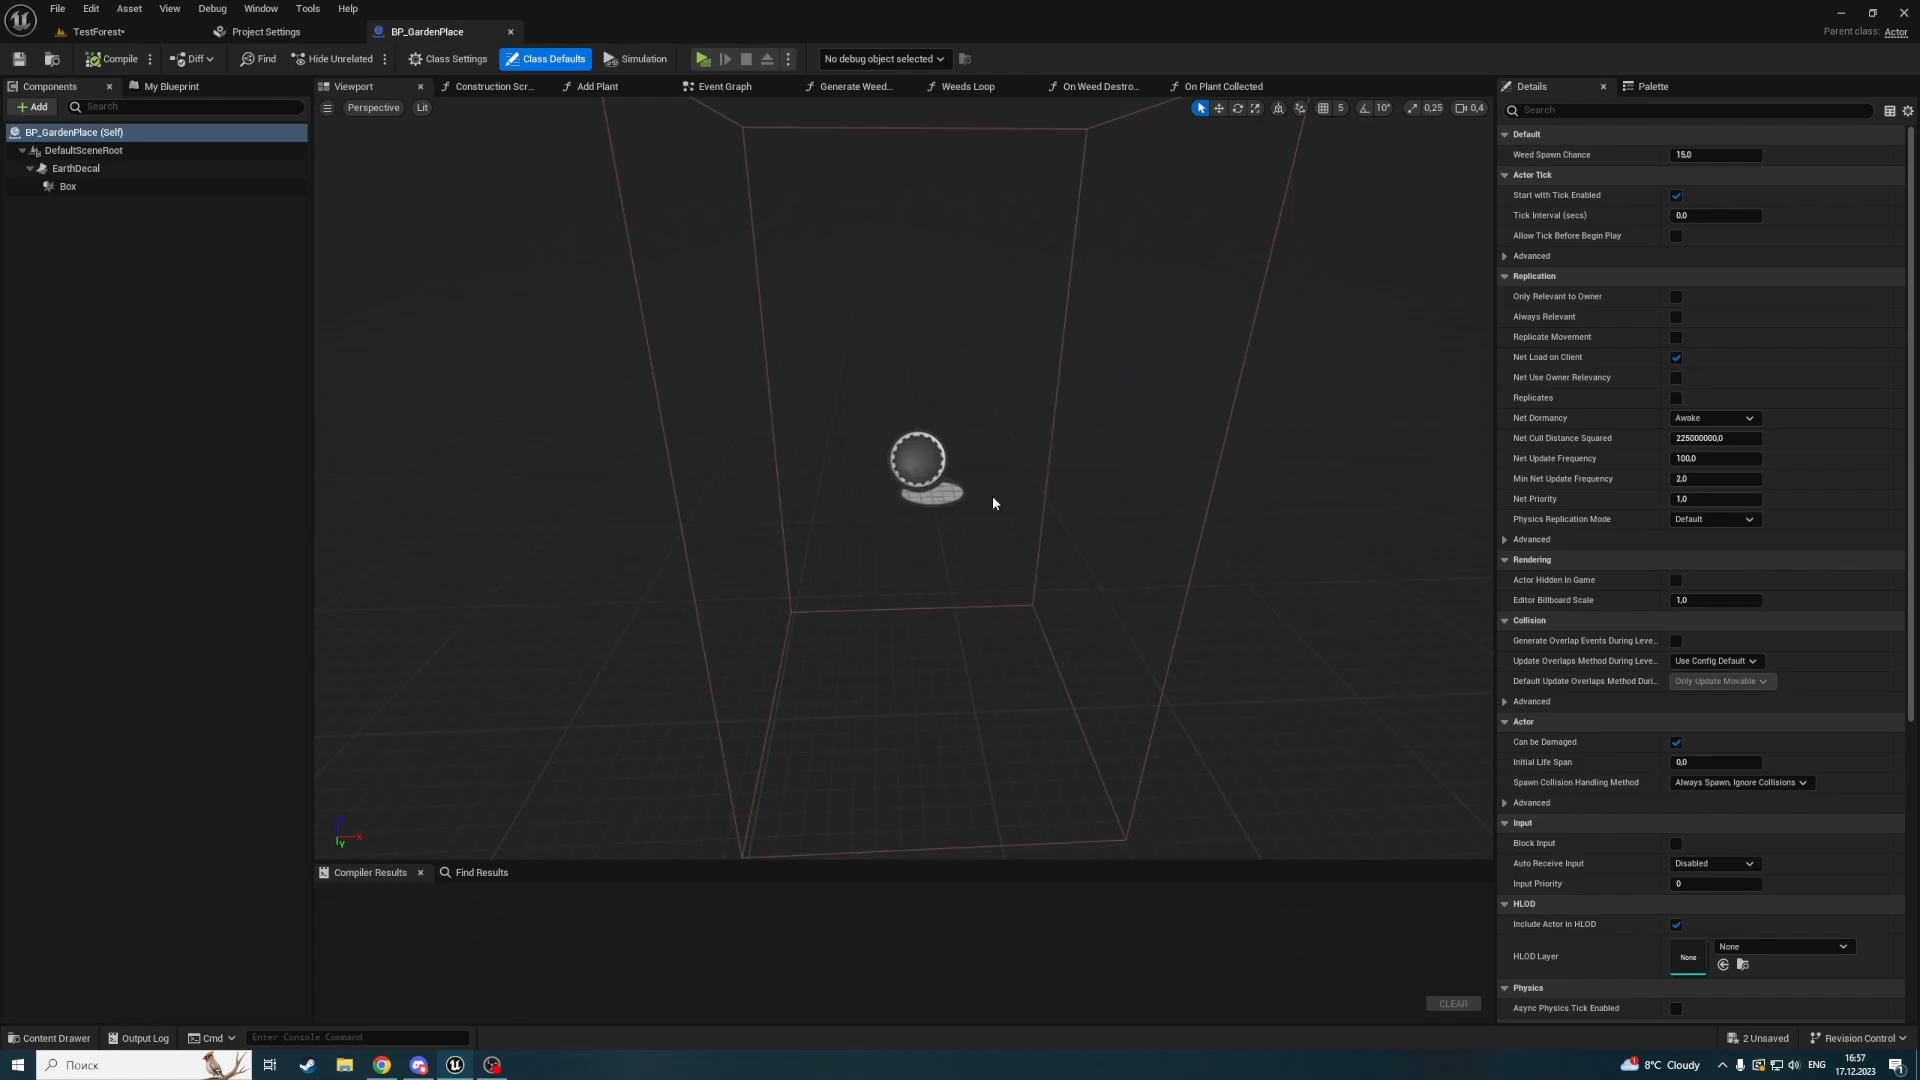 File Edit Asset View Debug Window Tools Help
TestForest* Project Settings BP_GardenPlace
Parent class: Actor
Compile Diff Find Hide Unrelated Class Settings Class Defaults Simulation No debug object selected
Components My Blueprint Viewport Construction Scr... Add Plant Event Graph Generate Weed... Weeds Loop On Weed Destro... On Plant Collected Details Palette
Add Search Perspective Lit 5 10° 0,25 0,4 Search
BP_GardenPlace (Self)
DefaultSceneRoot
EarthDecal
Box
Default
Weed Spawn Chance 15,0
Actor Tick
Start with Tick Enabled
Tick Interval (secs) 0,0
Allow Tick Before Begin Play
Advanced
Replication
Only Relevant to Owner
Always Relevant
Replicate Movement
Net Load on Client
Net Use Owner Relevancy
Replicates
Net Dormancy Awake
Net Cull Distance Squared 225000000,0
Net Update Frequency 100,0
Min Net Update Frequency 2,0
Net Priority 1,0
Physics Replication Mode Default
Advanced
Rendering
Actor Hidden In Game
Editor Billboard Scale 1,0
Collision
Generate Overlap Events During Leve...
Update Overlaps Method During Leve... Use Config Default
Default Update Overlaps Method Duri... Only Update Movable
Advanced
Actor
Can be Damaged
Initial Life Span 0,0
Spawn Collision Handling Method Always Spawn, Ignore Collisions
Advanced
Input
Block Input
Auto Receive Input Disabled
Input Priority 0
HLOD
Include Actor in HLOD
HLOD Layer None None
Physics
Async Physics Tick Enabled
X Y
Compiler Results Find Results
CLEAR
Content Drawer Output Log Cmd Enter Console Command 2 Unsaved Revision Control
Поиск 8°C Cloudy ENG 16:57
17.12.2023